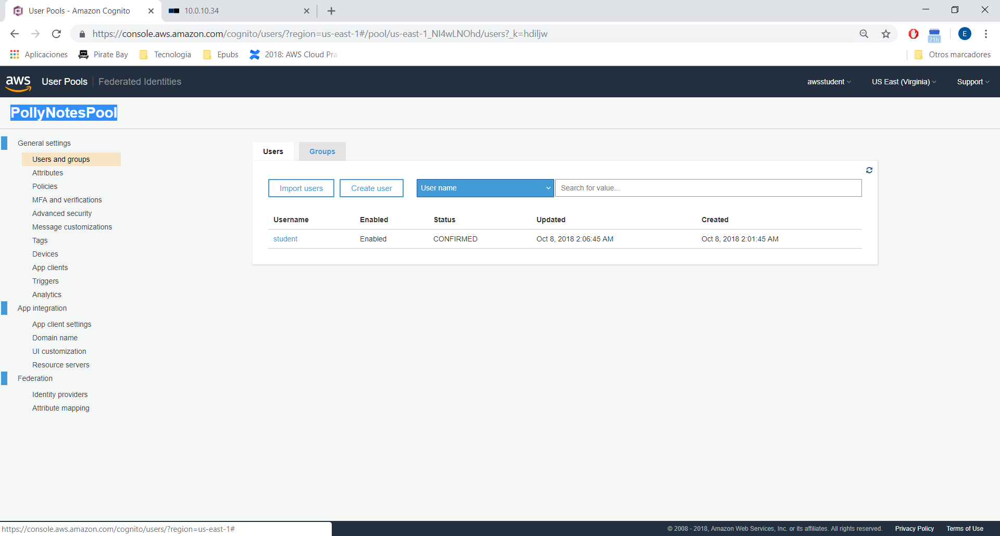 User Pools - Amazon Cognito
10.0.10.34
https://console.aws.amazon.com/cognito/users/?region=us-east-1#/pool/us-east-1_NI4wLNOhd/users?_k=hdiljw
21h
E
Aplicaciones
Pirate Bay
Tecnologia
Epubs
2018: AWS Cloud Pra
Otros marcadores
aws
User Pools
Federated Identities
awsstudent
US East (Virginia)
Support
PollyNotesPool
General settings
Users and groups
Attributes
Policies
MFA and verifications
Advanced security
Message customizations
Tags
Devices
App clients
Triggers
Analytics
App integration
App client settings
Domain name
UI customization
Resource servers
Federation
Identity providers
Attribute mapping
Users
Groups
Import users
Create user
User name
Search for value...
Username Enabled Status Updated Created
student Enabled CONFIRMED Oct 8, 2018 2:06:45 AM Oct 8, 2018 2:01:45 AM
https://console.aws.amazon.com/cognito/users/?region=us-east-1#
© 2008 - 2018, Amazon Web Services, Inc. or its affiliates. All rights reserved.
Privacy Policy
Terms of Use